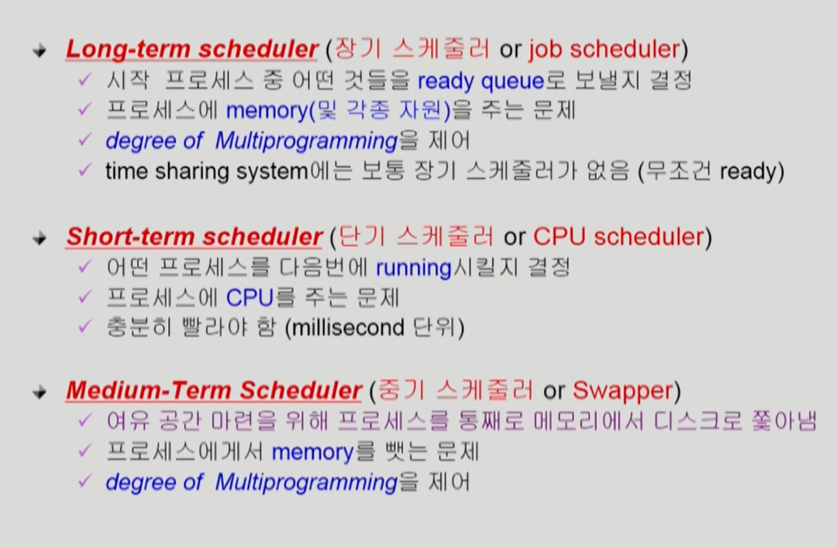 Long-term scheduler (장기 스케줄러 or job scheduler)
시작 프로세스 중 어떤 것들을 ready queue로 보낼지 결정
프로세스에 memory(및 각종 자원)을 주는 문제
degree of Multiprogramming을 제어
time sharing system에는 보통 장기 스케줄러가 없음 (무조건 ready)
Short-term scheduler (단기 스케줄러 or CPU scheduler)
어떤 프로세스를 다음번에 running시킬지 결정
프로세스에 CPU를 주는 문제
충분히 빨라야 함 (millisecond 단위)
Medium-Term Scheduler (중기 스케줄러 or Swapper)
여유 공간 마련을 위해 프로세스를 통째로 메모리에서 디스크로 쫓아냄
프로세스에게서 memory를 뺏는 문제
degree of Multiprogramming을 제어